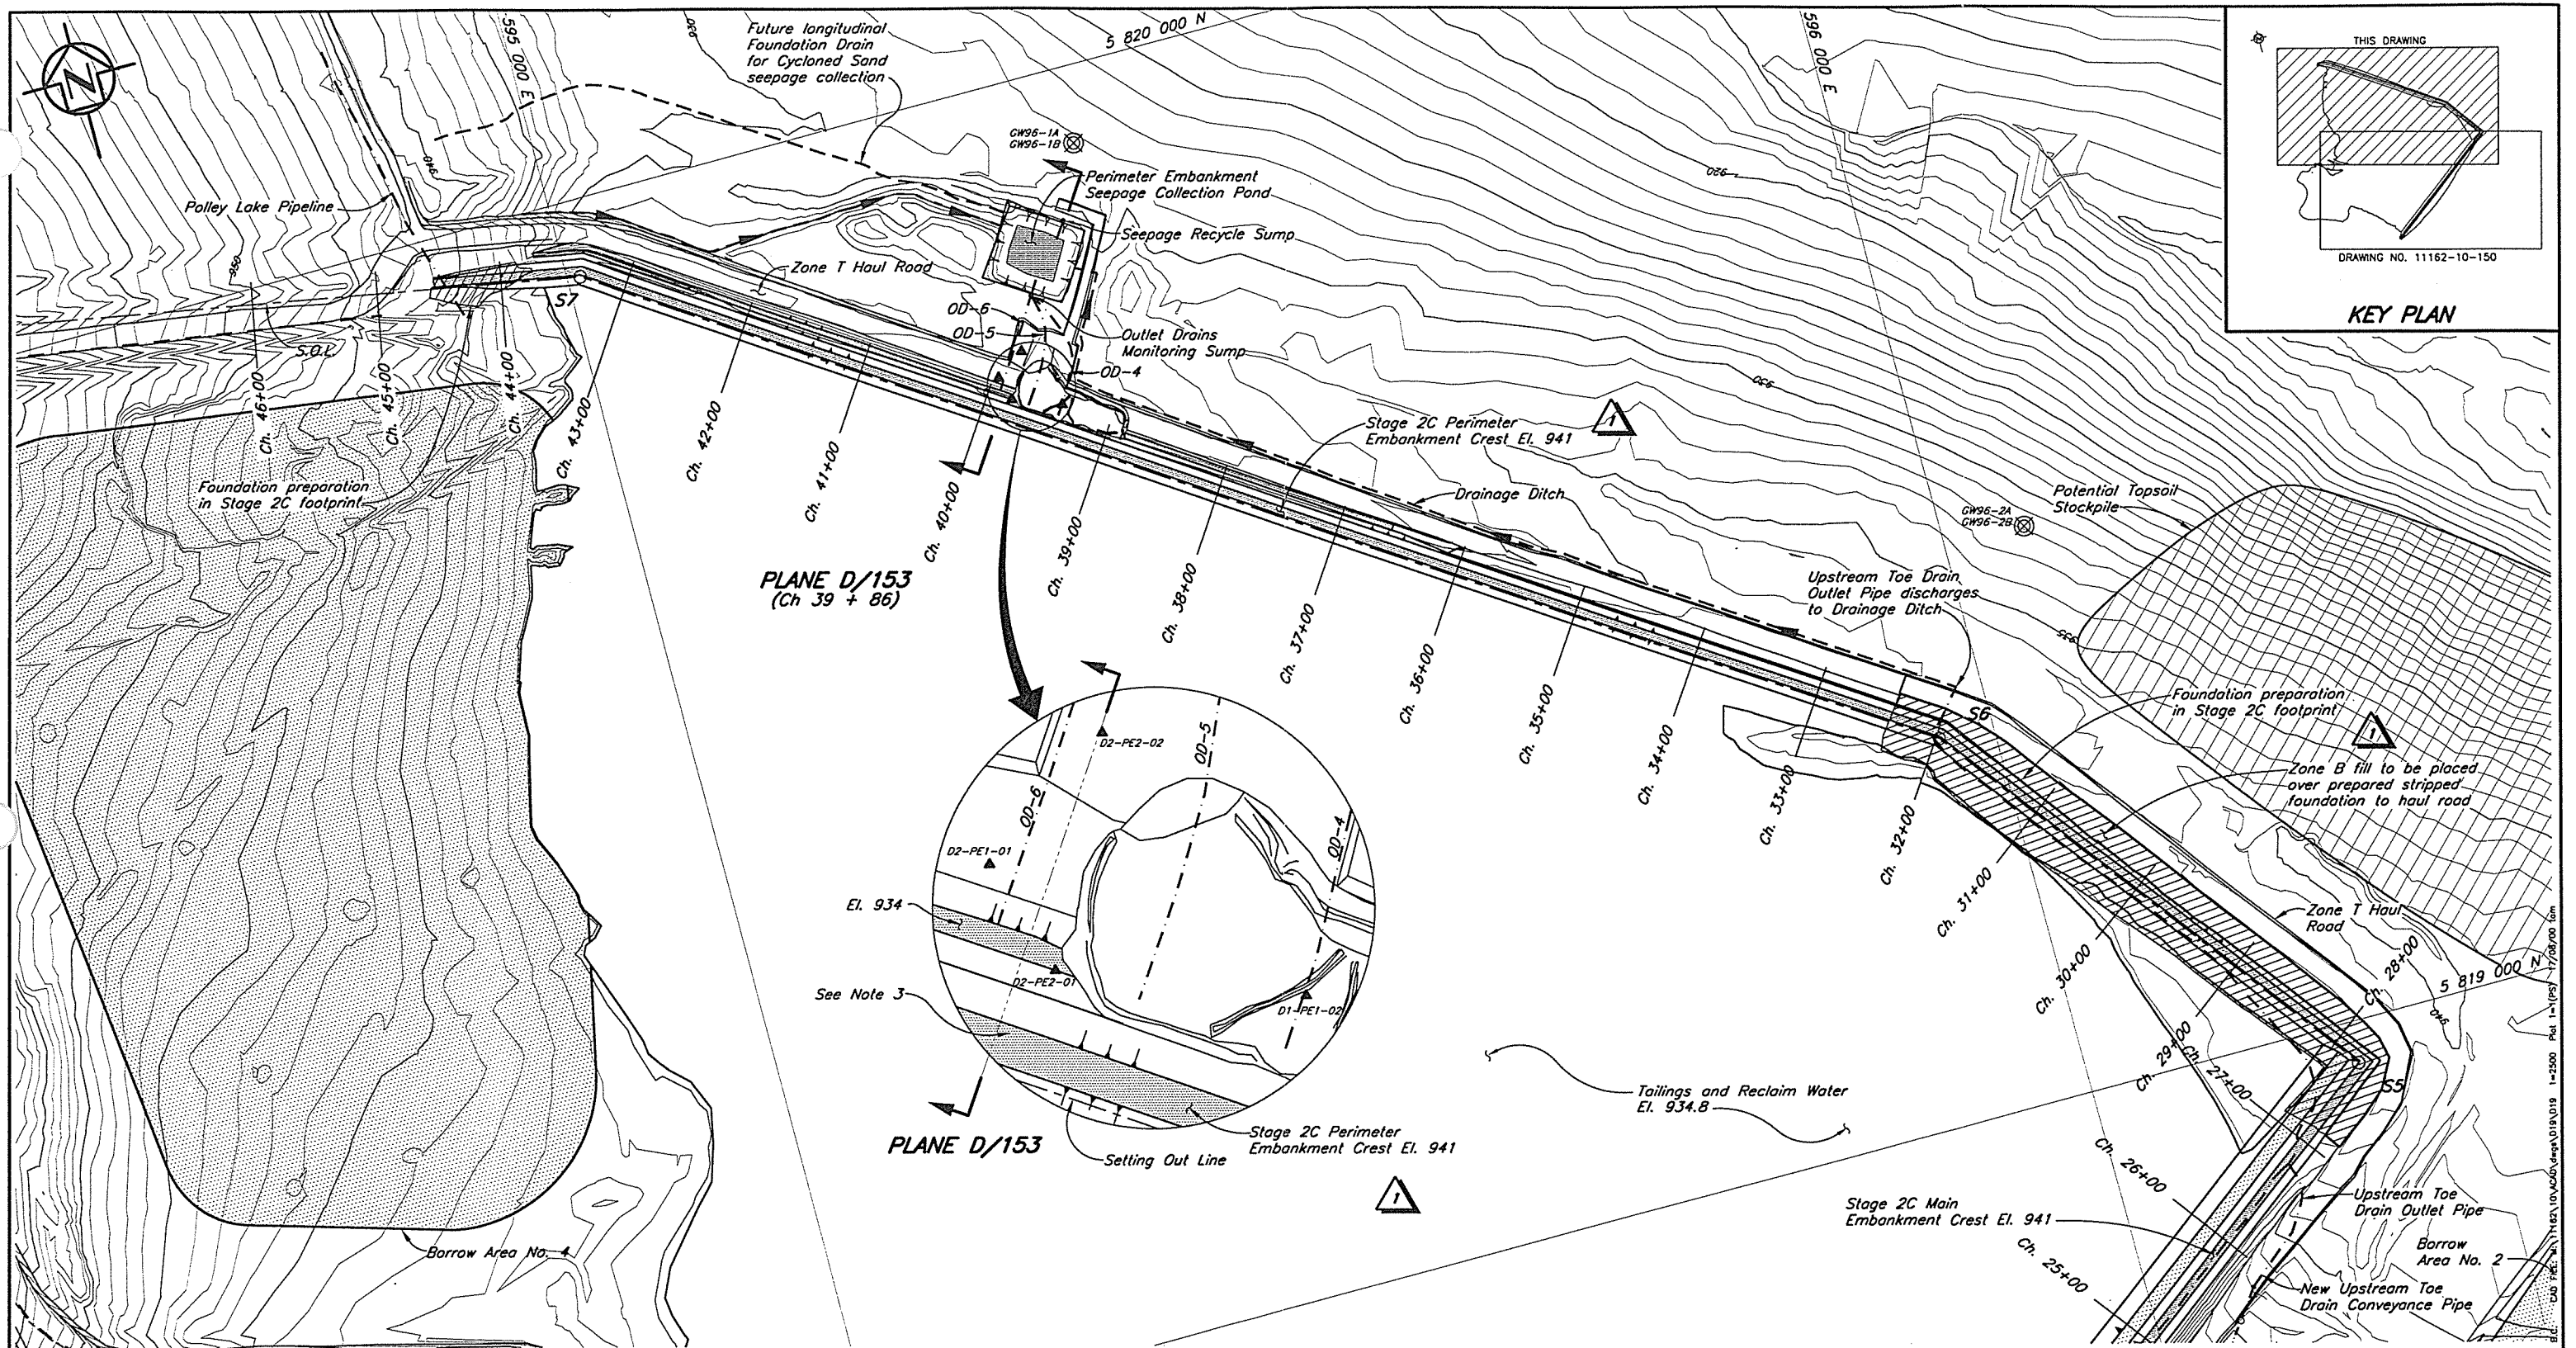 Future longitudinal
Foundation Drain
for Cycloned Sand
seepage collection
595 000 E
5 820 000 N
596 000 E
920
N
940
GW96-1A
GW96-1B
Perimeter Embankment
Seepage Collection Pond
Polley Lake Pipeline
Seepage Recycle Sump
Zone T Haul Road
950
S7
OD-6
OD-5
Outlet Drains
Monitoring Sump
OD-4
S.O.L.
Ch. 46+00
Ch. 45+00
Ch. 44+00
Ch. 43+00
Ch. 42+00
Ch. 41+00
Ch. 40+00
Ch. 39+00
Ch. 38+00
Ch. 37+00
Ch. 36+00
Ch. 35+00
Ch. 34+00
Ch. 33+00
Ch. 32+00
Ch. 31+00
Ch. 30+00
Ch. 29+00
Ch. 28+00
Ch. 27+00
Ch. 26+00
Ch. 25+00
Foundation preparation
in Stage 2C footprint
920
930
Stage 2C Perimeter
Embankment Crest El. 941
1
Drainage Ditch
GW96-2A
GW96-2B
Potential Topsoil
Stockpile
935
Upstream Toe Drain
Outlet Pipe discharges
to Drainage Ditch
PLANE D/153
(Ch 39 + 86)
S6
Foundation preparation
in Stage 2C footprint
1
Zone B fill to be placed
over prepared stripped
foundation to haul road
Zone T Haul
Road
5 819 000 N
940
S5
D2-PE2-02
OD-5
OD-6
OD-4
D2-PE1-01
El. 934
D2-PE2-01
See Note 3
D1-PE1-02
PLANE D/153
Stage 2C Perimeter
Embankment Crest El. 941
Setting Out Line
1
Tailings and Reclaim Water
El. 934.8
Stage 2C Main
Embankment Crest El. 941
Upstream Toe
Drain Outlet Pipe
Borrow
Area No. 2
New Upstream Toe
Drain Conveyance Pipe
Borrow Area No. 4
THIS DRAWING
DRAWING NO. 11162-10-150
KEY PLAN